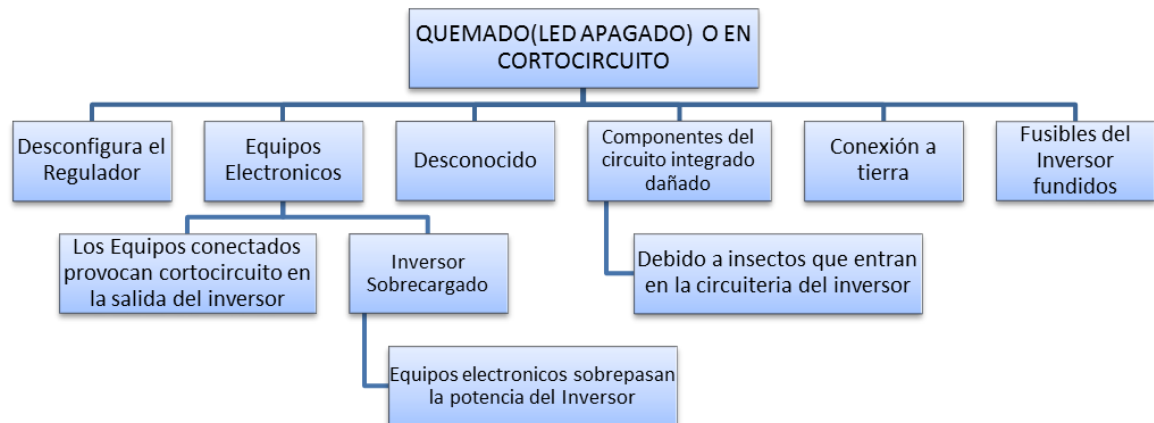 QUEMADO(LED APAGADO) O EN
CORTOCIRCUITO
Desconfigura el
Regulador
Equipos
Electronicos
Desconocido
Componentes del
circuito integrado
dañado
Conexión a
tierra
Fusibles del
Inversor
fundidos
Los Equipos conectados
provocan cortocircuito en
la salida del inversor
Inversor
Sobrecargado
Debido a insectos que entran
en la circuiteria del inversor
Equipos electronicos sobrepasan
la potencia del Inversor